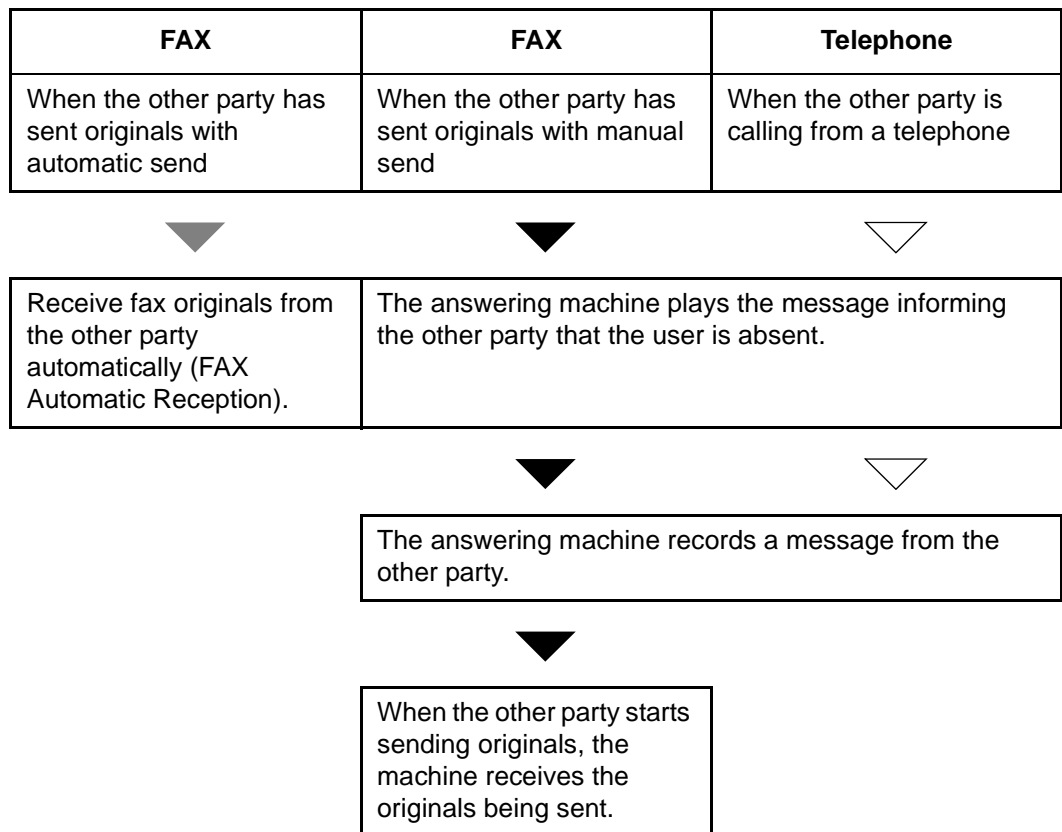 FAX
FAX
Telephone
When the other party has
sent originals with
automatic send
When the other party has
sent originals with manual
send
When the other party is
calling from a telephone
Receive fax originals from
the other party
automatically (FAX
Automatic Reception).
The answering machine plays the message informing
the other party that the user is absent.
The answering machine records a message from the
other party.
When the other party starts
sending originals, the
machine receives the
originals being sent.